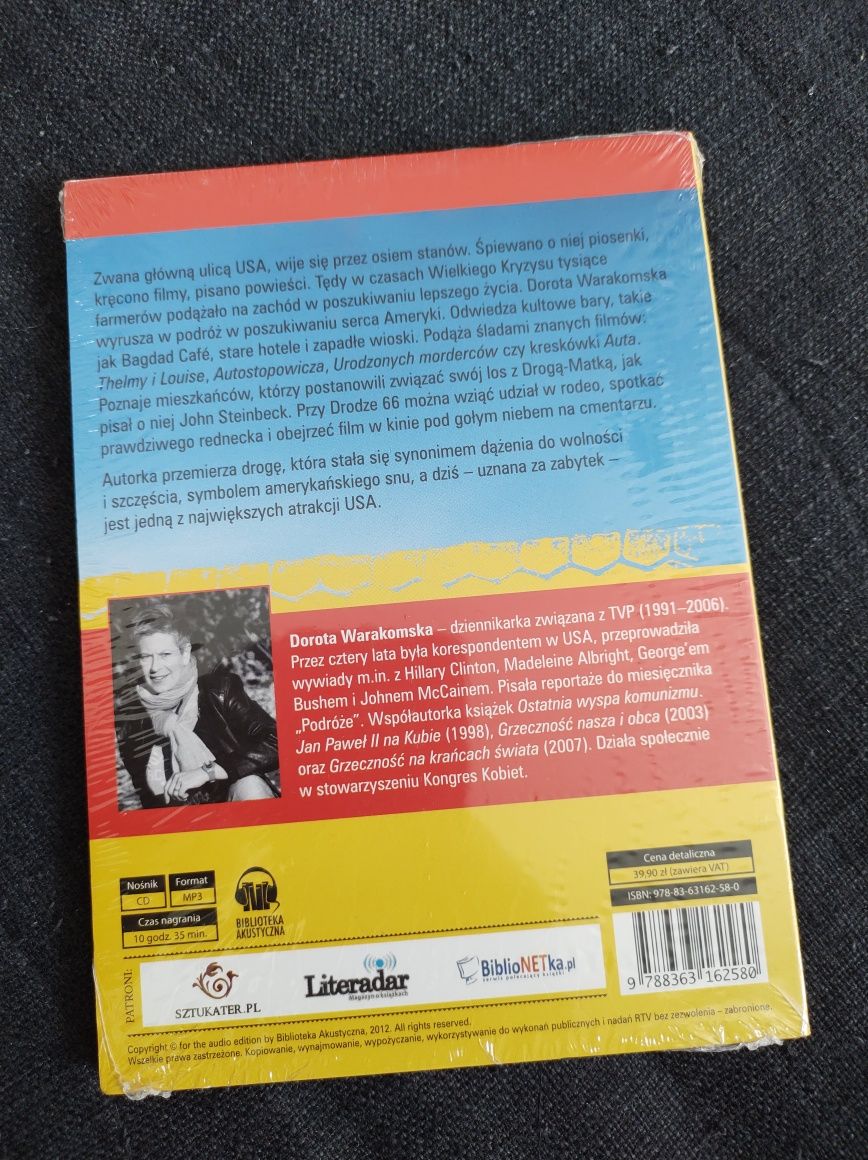 Zwana główną ulicą USA, wije się przez osiem stanów. Śpiewano o niej piosenki,
kręcono filmy, pisano powieści. Tędy w czasach Wielkiego Kryzysu tysiące
farmerów podążało na zachód w poszukiwaniu lepszego życia. Dorota Warakomska
wyrusza w podróż w poszukiwaniu serca Ameryki. Odwiedza kultowe bary, takie
jak Bagdad Café, stare hotele i zapadłe wioski. Podąża śladami znanych filmów:
Thelmy i Louise, Autostopowicza, Urodzonych morderców czy kreskówki Auta.
Poznaje mieszkańców, którzy postanowili związać swój los z Drogą-Matką, jak
pisał o niej John Steinbeck. Przy Drodze 66 można wziąć udział w rodeo, spotkać
prawdziwego rednecka i obejrzeć film w kinie pod gołym niebem na cmentarzu.
Autorka przemierza drogę, która stała się synonimem dążenia do wolności
i szczęścia, symbolem amerykańskiego snu, a dziś – uznana za zabytek –
jest jedną z największych atrakcji USA.
Dorota Warakomska – dziennikarka związana z TVP (1991–2006).
Przez cztery lata była korespondentem w USA, przeprowadziła
wywiady m.in. z Hillary Clinton, Madeleine Albright, George'em
Bushem i Johnem McCainem. Pisała reportaże do miesięcznika
„Podróże”. Współautorka książek Ostatnia wyspa komunizmu.
Jan Paweł II na Kubie (1998), Grzeczność nasza i obca (2003)
oraz Grzeczność na krańcach świata (2007). Działa społecznie
w stowarzyszeniu Kongres Kobiet.
Nośnik Format
CD MP3
Czas nagrania
10 godz. 35 min.
BIBLIOTEKA
AKUSTYCZNA
Cena detaliczna
39,90 zł (zawiera VAT)
ISBN: 978-83-63162-58-0
9 788363 162580
PATRONI:
SZTUKATER.PL
Literadar
Magazyn o książkach
BiblioNETka.pl
serwis polecający książki
Copyright © for the audio edition by Biblioteka Akustyczna, 2012. All rights reserved.
Wszelkie prawa zastrzeżone. Kopiowanie, wynajmowanie, wypożyczanie, wykorzystywanie do wykonań publicznych i nadań RTV bez zezwolenia – zabronione.